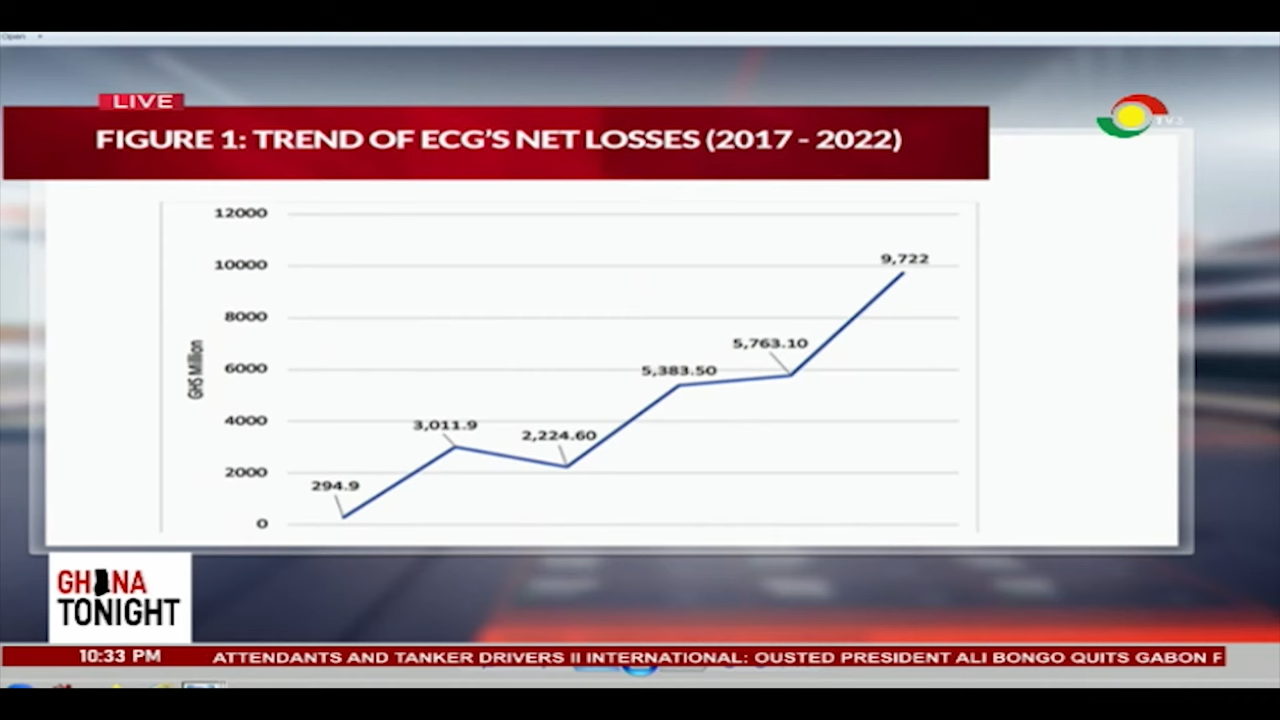 Open
LIVE
FIGURE 1: TREND OF ECG'S NET LOSSES (2017 - 2022)
TV3
12000
10000
8000
6000
4000
2000
0
GHS Million
294.9
3,011.9
2,224.60
5,383.50
5,763.10
9,722
GHANA
TONIGHT
10:33 PM
ATTENDANTS AND TANKER DRIVERS II INTERNATIONAL: OUSTED PRESIDENT ALI BONGO QUITS GABON F